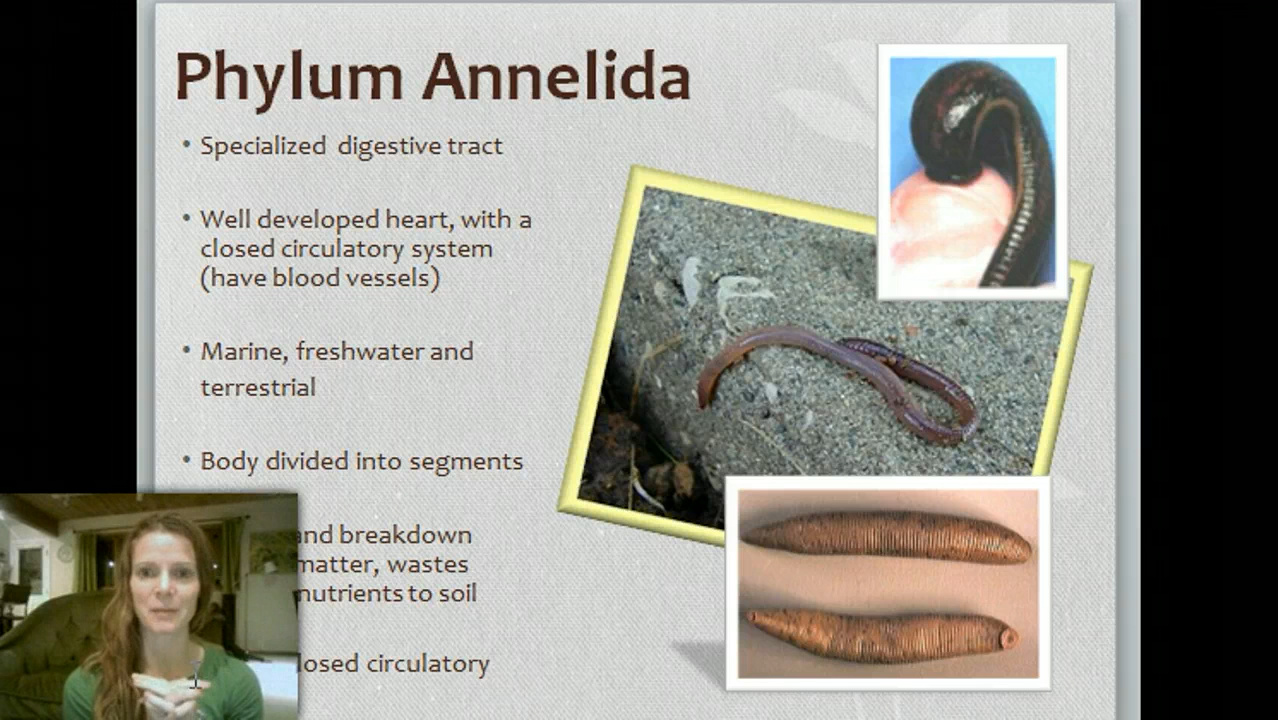 Phylum Annelida
• Specialized digestive tract
• Well developed heart, with a
closed circulatory system
(have blood vessels)
• Marine, freshwater and
terrestrial
• Body divided into segments
and breakdown
matter, wastes
nutrients to soil
losed circulatory